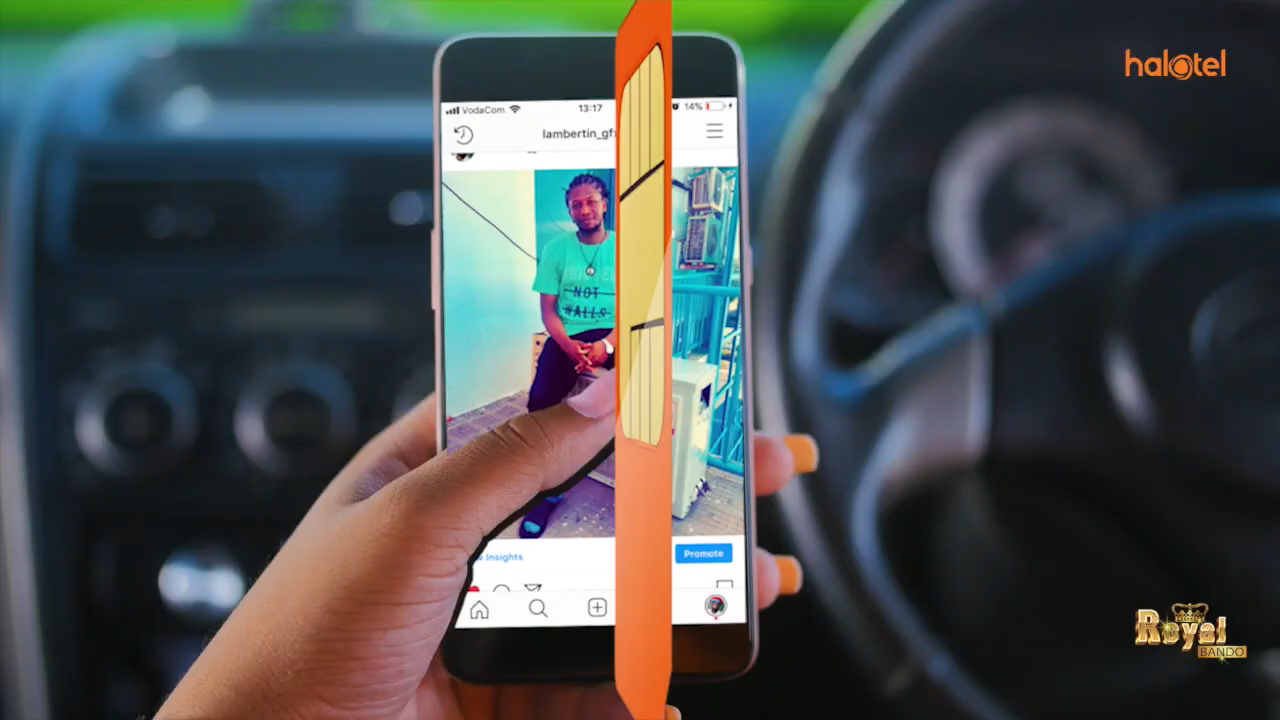 halotel
VodaCom
13:17
14%
lambertin_gf
NOT
WALLS
Insights
Promote
Royal
BANDO